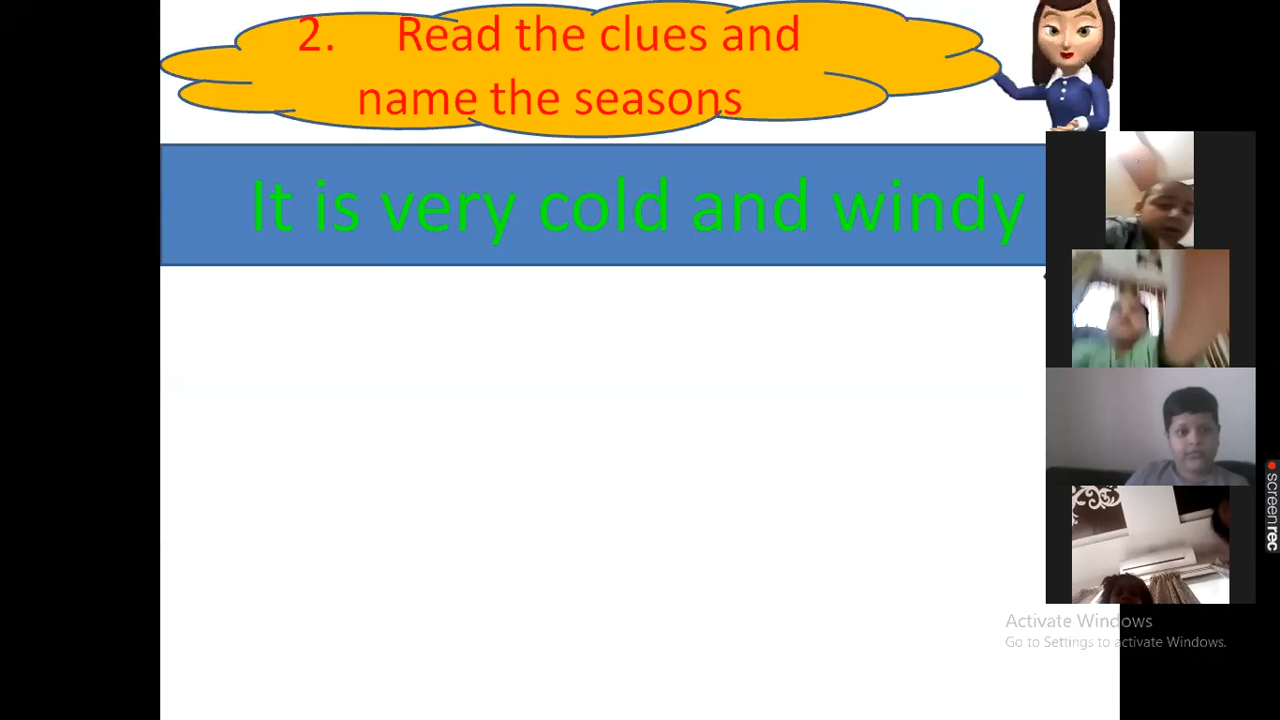 2. Read the clues and
name the seasons
It is very cold and windy
Activate Windows
Go to Settings to activate Windows.
screenrec